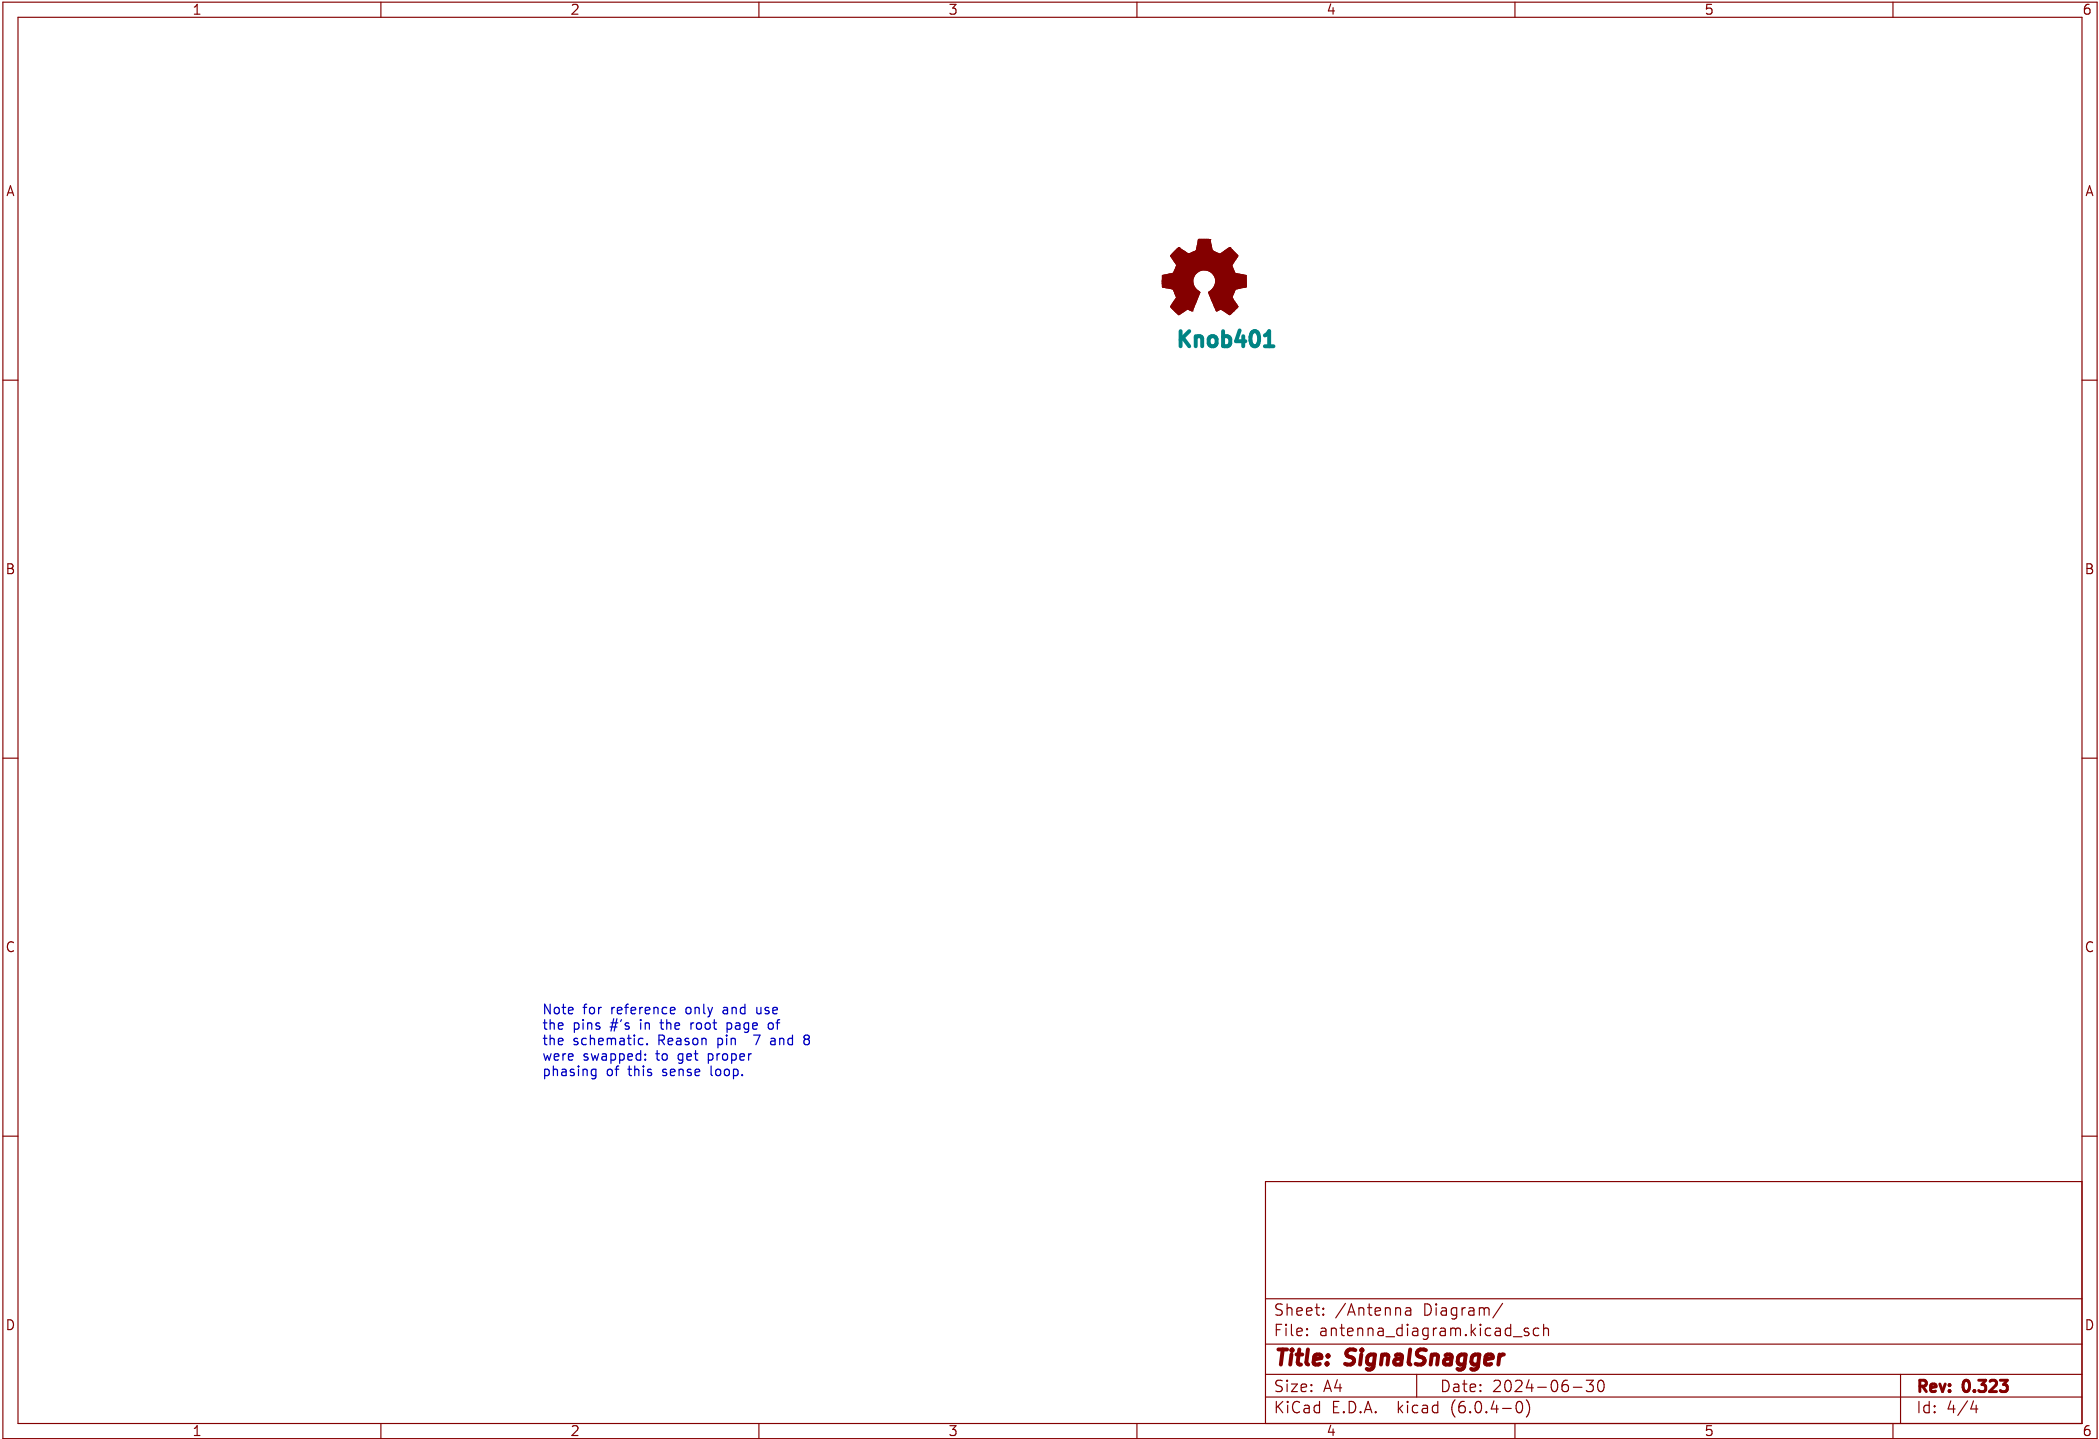 1 2 3 4 5 6
A A
Knob401
B B
C C
Note for reference only and use
the pins #'s in the root page of
the schematic. Reason pin  7 and 8
were swapped: to get proper
phasing of this sense loop.
Sheet: /Antenna Diagram/
File: antenna_diagram.kicad_sch
D D
Title: SignalSnagger
Size: A4 Date: 2024-06-30 Rev: 0.323
KiCad E.D.A.  kicad (6.0.4-0) Id: 4/4
1 2 3 4 5 6